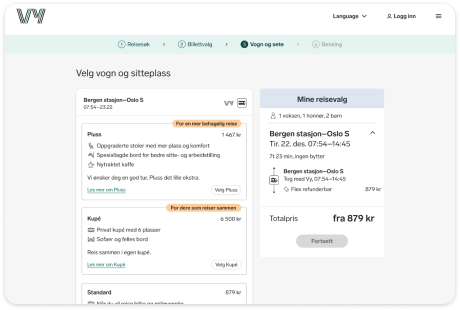 VY
Language
Logg inn
1 Reisesøk
2 Billettvalg
3 Vogn og sete
4 Betaling
Velg vogn og sitteplass
Bergen stasjon–Oslo S
07:54–23.22
VY
For en mer behagelig reise
Pluss
1 467 kr
Oppgraderte stoler med mer plass og komfort
Spesiallagde bord for bedre sitte- og arbeidstilling
Nytraktet kaffe
Vi ønsker deg en god tur. Pluss det lille ekstra.
Les mer om Pluss
Velg Pluss
For dere som reiser sammen
Kupé
6 500 kr
Privat kupé med 6 plasser
Sofaer og felles bord
Reis sammen i egen kupé.
Les mer om Kupé
Velg Kupé
Standard
879 kr
Mine reisevalg
1 voksen, 1 honnør, 2 barn
Bergen stasjon–Oslo S
Tir. 22. des. 07:54–14:45
7t 23 min, ingen bytter
Bergen stasjon–Oslo S
Tog med Vy, 07:54–14:45
Flex refunderbar
879 kr
Totalpris
fra 879 kr
Fortsett